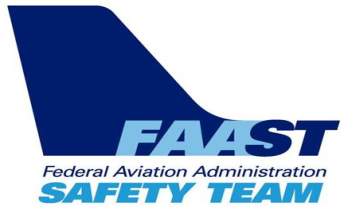 FAAST
Federal Aviation Administration
SAFETY TEAM